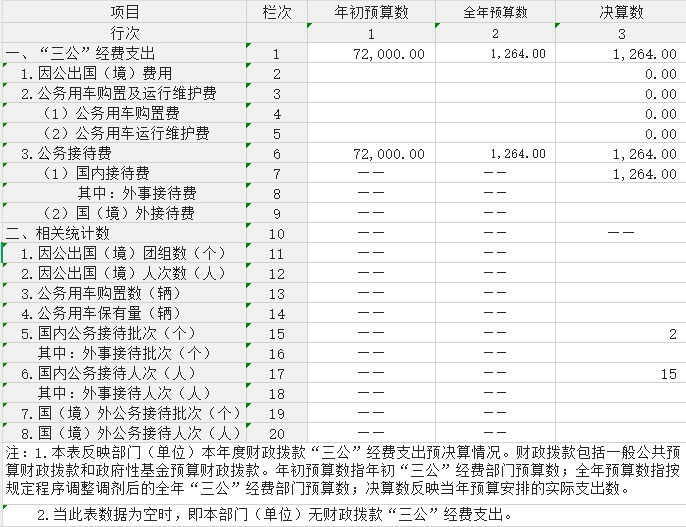 项目 栏次 年初预算数 全年预算数 决算数
行次 1 2 3
一、“三公”经费支出 1 72,000.00 1,264.00 1,264.00
1.因公出国（境）费用 2 0.00
2.公务用车购置及运行维护费 3 0.00
（1）公务用车购置费 4 0.00
（2）公务用车运行维护费 5 0.00
3.公务接待费 6 72,000.00 1,264.00 1,264.00
（1）国内接待费 7 —— —— 1,264.00
其中：外事接待费 8 —— ——
（2）国（境）外接待费 9 —— ——
二、相关统计数 10 —— —— ——
1.因公出国（境）团组数（个） 11 —— ——
2.因公出国（境）人次数（人） 12 —— ——
3.公务用车购置数（辆） 13 —— ——
4.公务用车保有量（辆） 14 —— ——
5.国内公务接待批次（个） 15 —— —— 2
其中：外事接待批次（个） 16 —— ——
6.国内公务接待人次（人） 17 —— —— 15
其中：外事接待人次（人） 18 —— ——
7.国（境）外公务接待批次（个） 19 —— ——
8.国（境）外公务接待人次（人） 20 —— ——
注：1.本表反映部门（单位）本年度财政拨款“三公”经费支出预决算情况。财政拨款包括一般公共预
算财政拨款和政府性基金预算财政拨款。年初预算数指年初“三公”经费部门预算数；全年预算数指按
规定程序调整调剂后的全年“三公”经费部门预算数；决算数反映当年预算安排的实际支出数。
2.当此表数据为空时，即本部门（单位）无财政拨款“三公”经费支出。